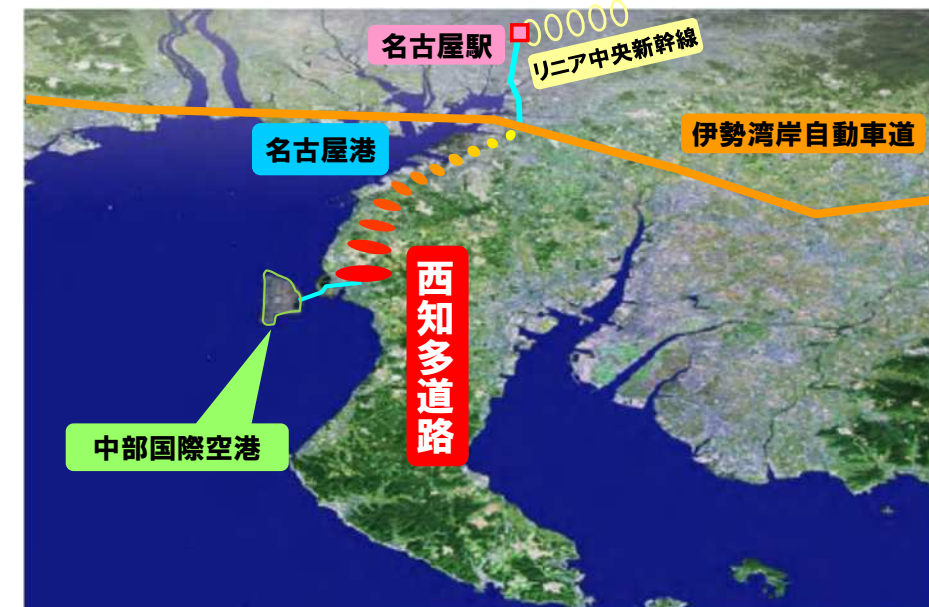 名古屋駅
リニア中央新幹線
名古屋港
伊勢湾岸自動車道
西知多道路
中部国際空港